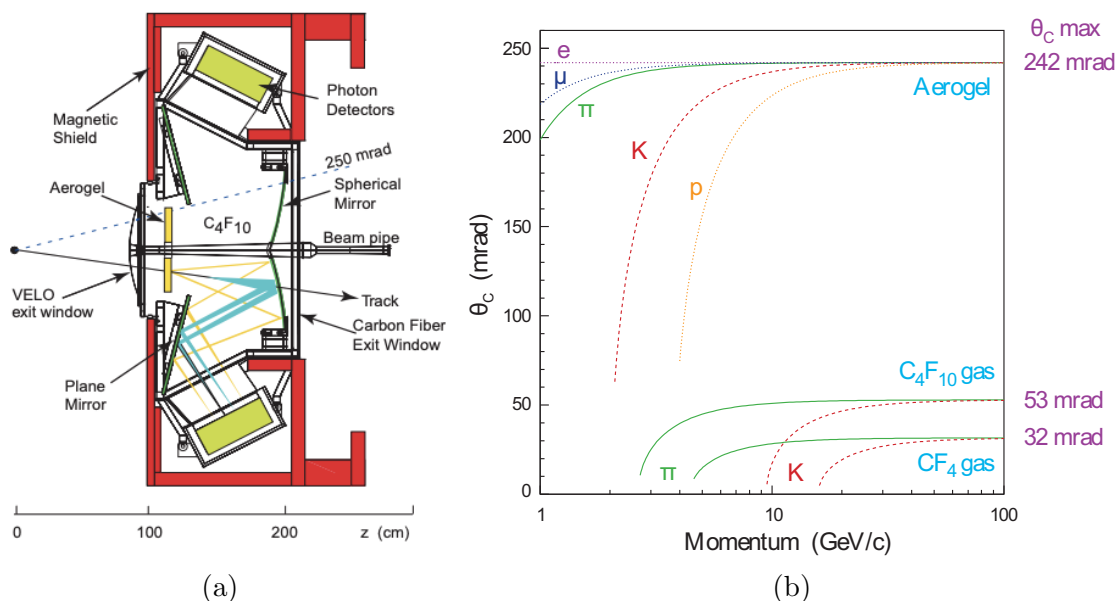 Magnetic
Shield
Aerogel
VELO
exit window
Plane
Mirror
Photon
Detectors
250 mrad
Spherical
Mirror
C₄F₁₀
Beam pipe
Track
Carbon Fiber
Exit Window
0 100 200 z (cm)
(a)
θC (mrad)
250
200
150
100
50
0
e
μ
π
K
p
Aerogel
C₄F₁₀ gas
CF₄ gas
π
K
θC max
242 mrad
53 mrad
32 mrad
1 10 100
Momentum (GeV/c)
(b)